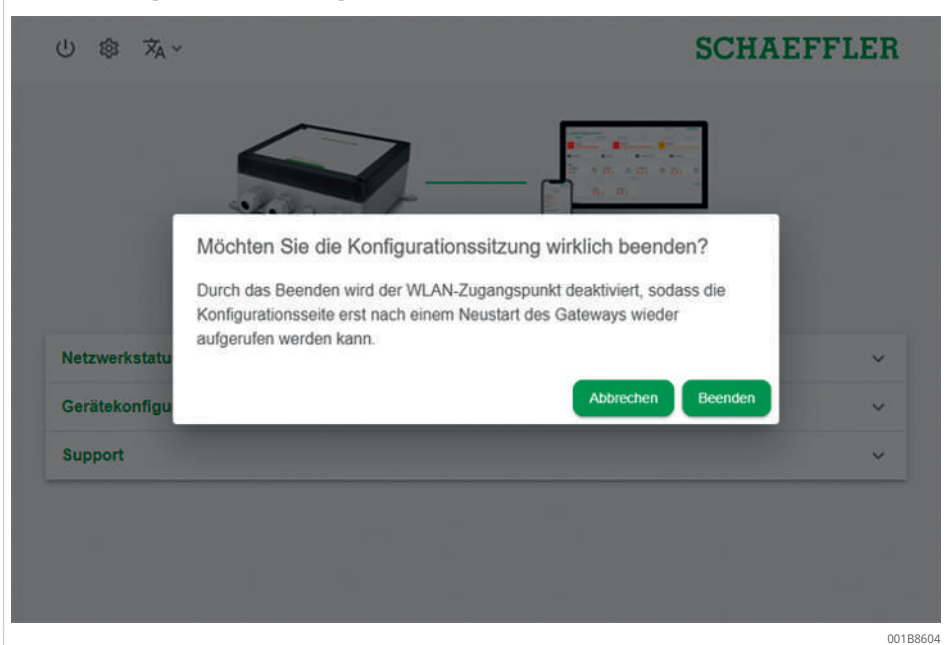 SCHAEFFLER
Möchten Sie die Konfigurationssitzung wirklich beenden?
Durch das Beenden wird der WLAN-Zugangspunkt deaktiviert, sodass die
Konfigurationsseite erst nach einem Neustart des Gateways wieder
aufgerufen werden kann.
Abbrechen Beenden
Netzwerkstatu
Gerätekonfigu
Support
001B8604